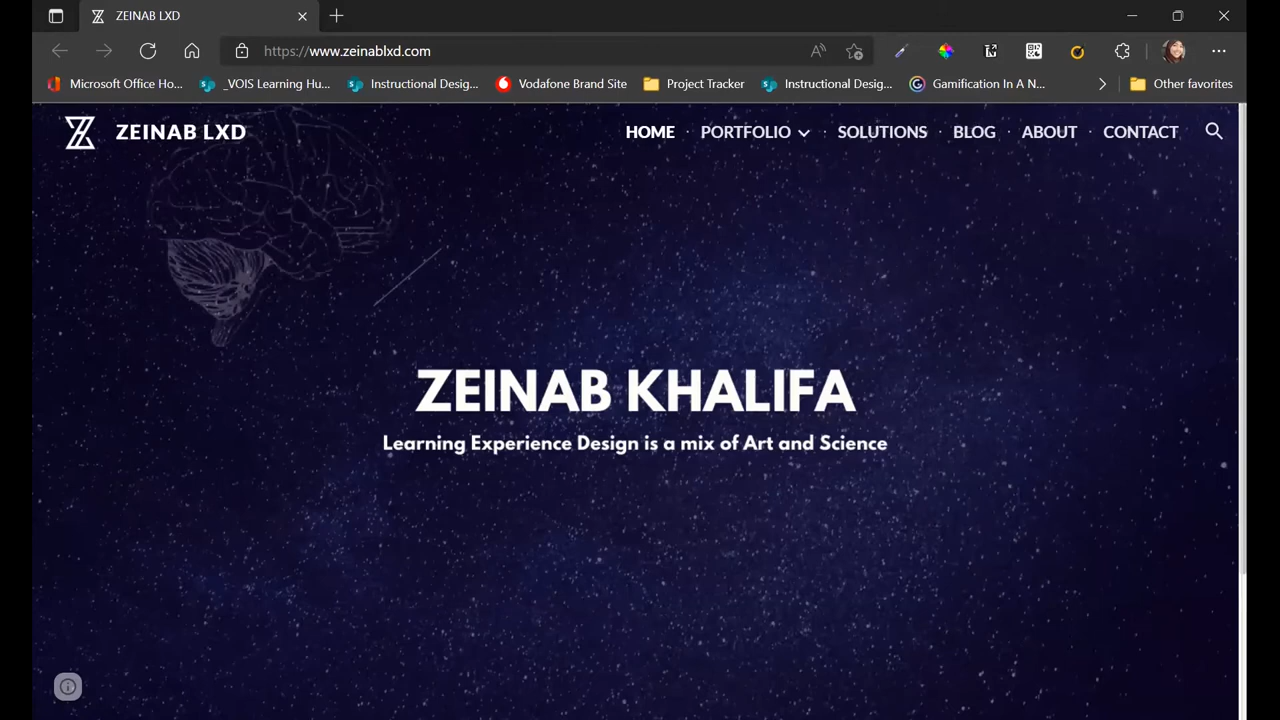 ZEINAB LXD
https://www.zeinablxd.com
Microsoft Office Ho...
_VOIS Learning Hu...
Instructional Desig...
Vodafone Brand Site
Project Tracker
Instructional Desig...
Gamification In A N...
Other favorites
ZEINAB LXD
HOME · PORTFOLIO · SOLUTIONS · BLOG · ABOUT · CONTACT
ZEINAB KHALIFA
Learning Experience Design is a mix of Art and Science